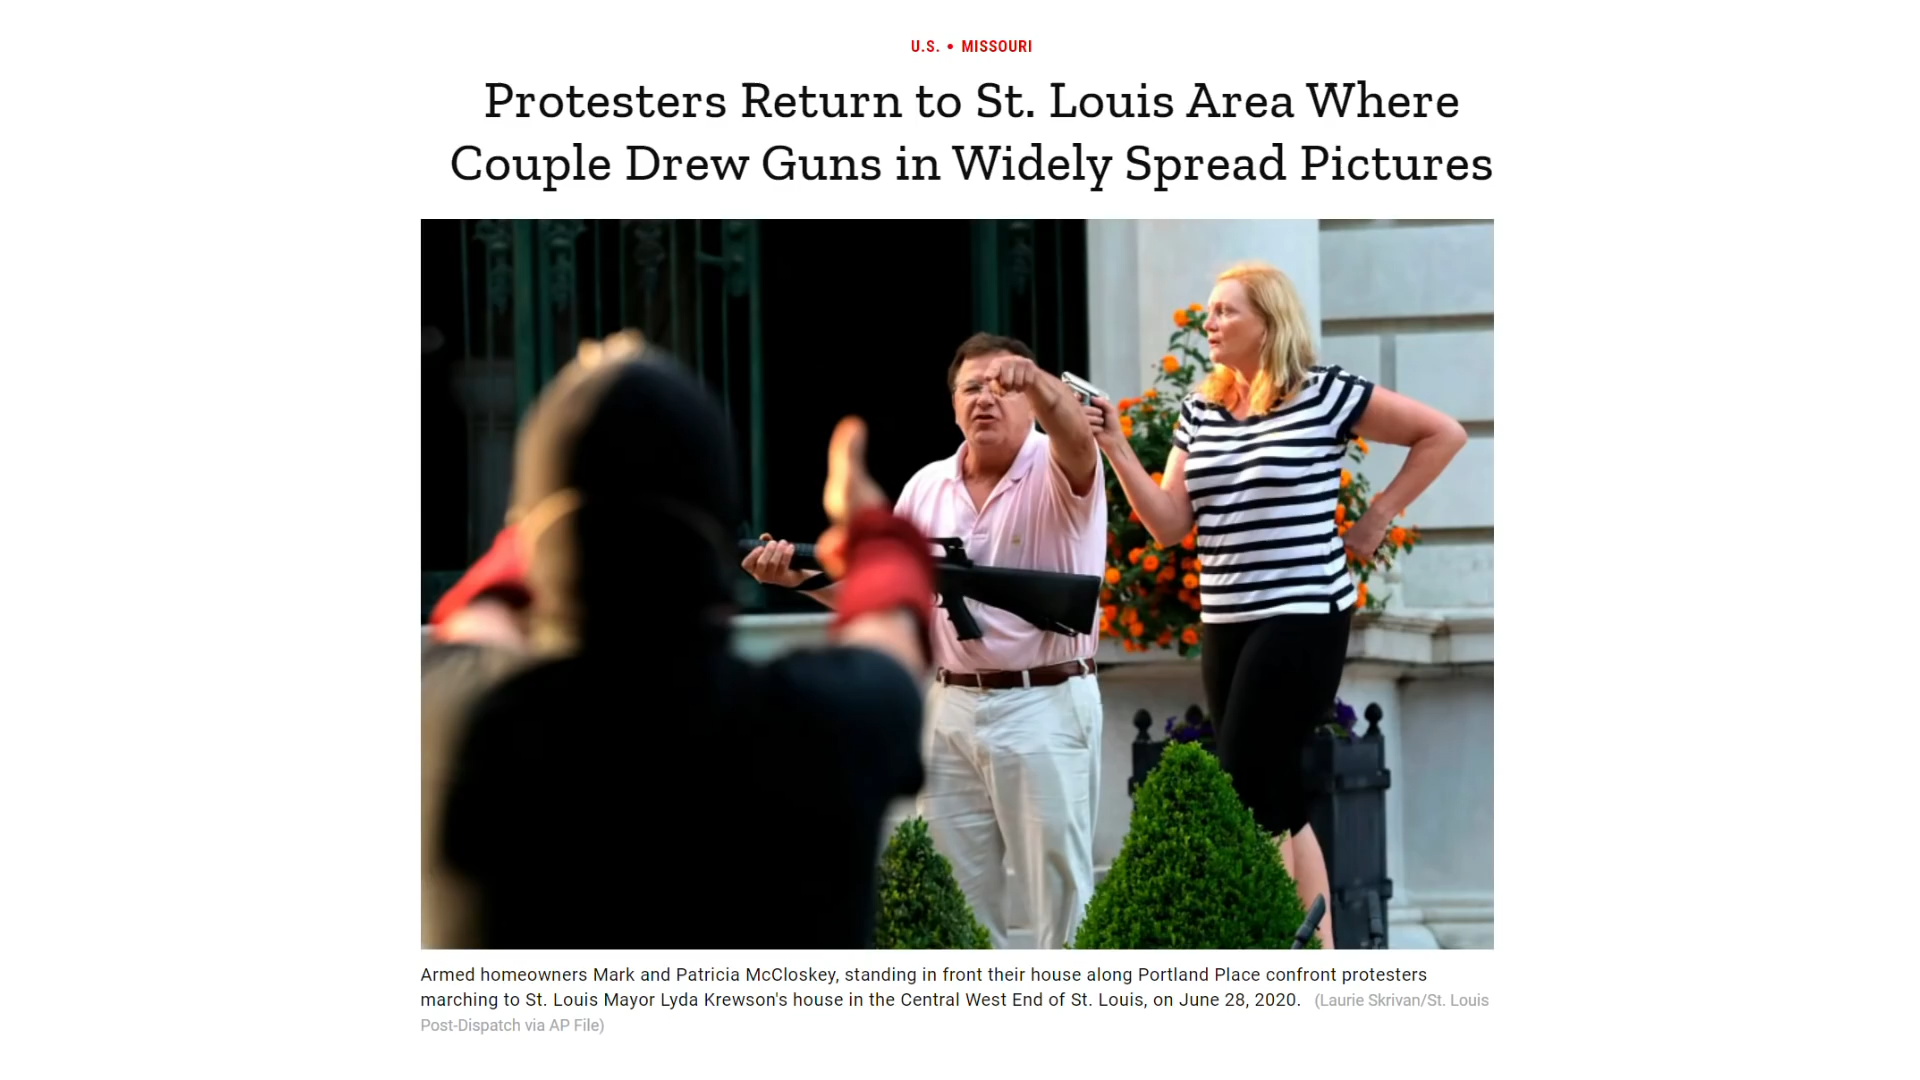 U.S. • MISSOURI
Protesters Return to St. Louis Area Where
Couple Drew Guns in Widely Spread Pictures
Armed homeowners Mark and Patricia McCloskey, standing in front their house along Portland Place confront protesters
marching to St. Louis Mayor Lyda Krewson's house in the Central West End of St. Louis, on June 28, 2020. (Laurie Skrivan/St. Louis
Post-Dispatch via AP File)